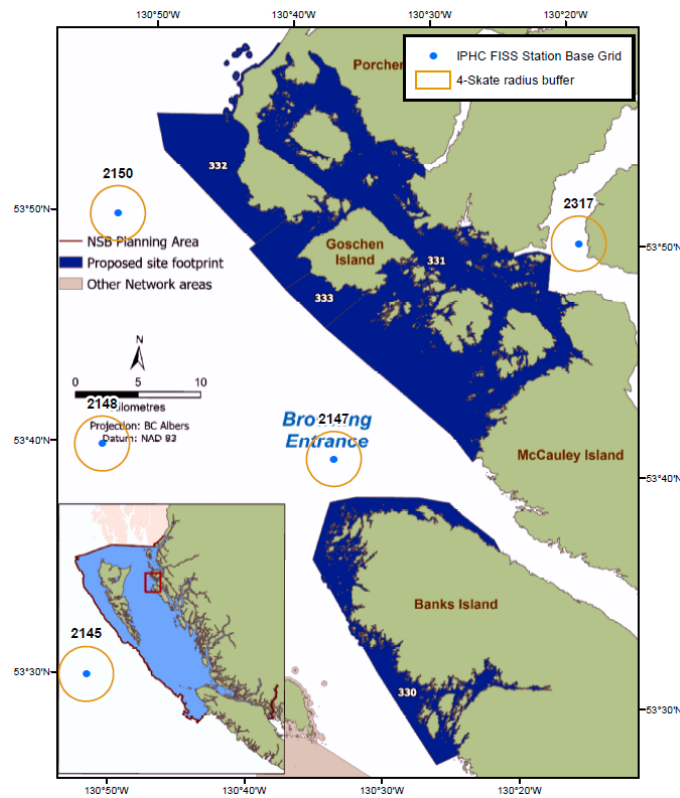 130°50'W 130°40'W 130°30'W 130°20'W
IPHC FISS Station Base Grid
4-Skate radius buffer
Porcher
332
2150
53°50'N
2317
53°50'N
NSB Planning Area
Proposed site footprint
Other Network areas
Goschen
Island
331
333
N
0 5 10
Kilometres
2148
Projection: BC Albers
Datum: NAD 83
53°40'N
2147
Entrance
McCauley Island
53°40'N
Banks Island
2145
53°30'N
330
53°30'N
130°50'W 130°40'W 130°30'W 130°20'W